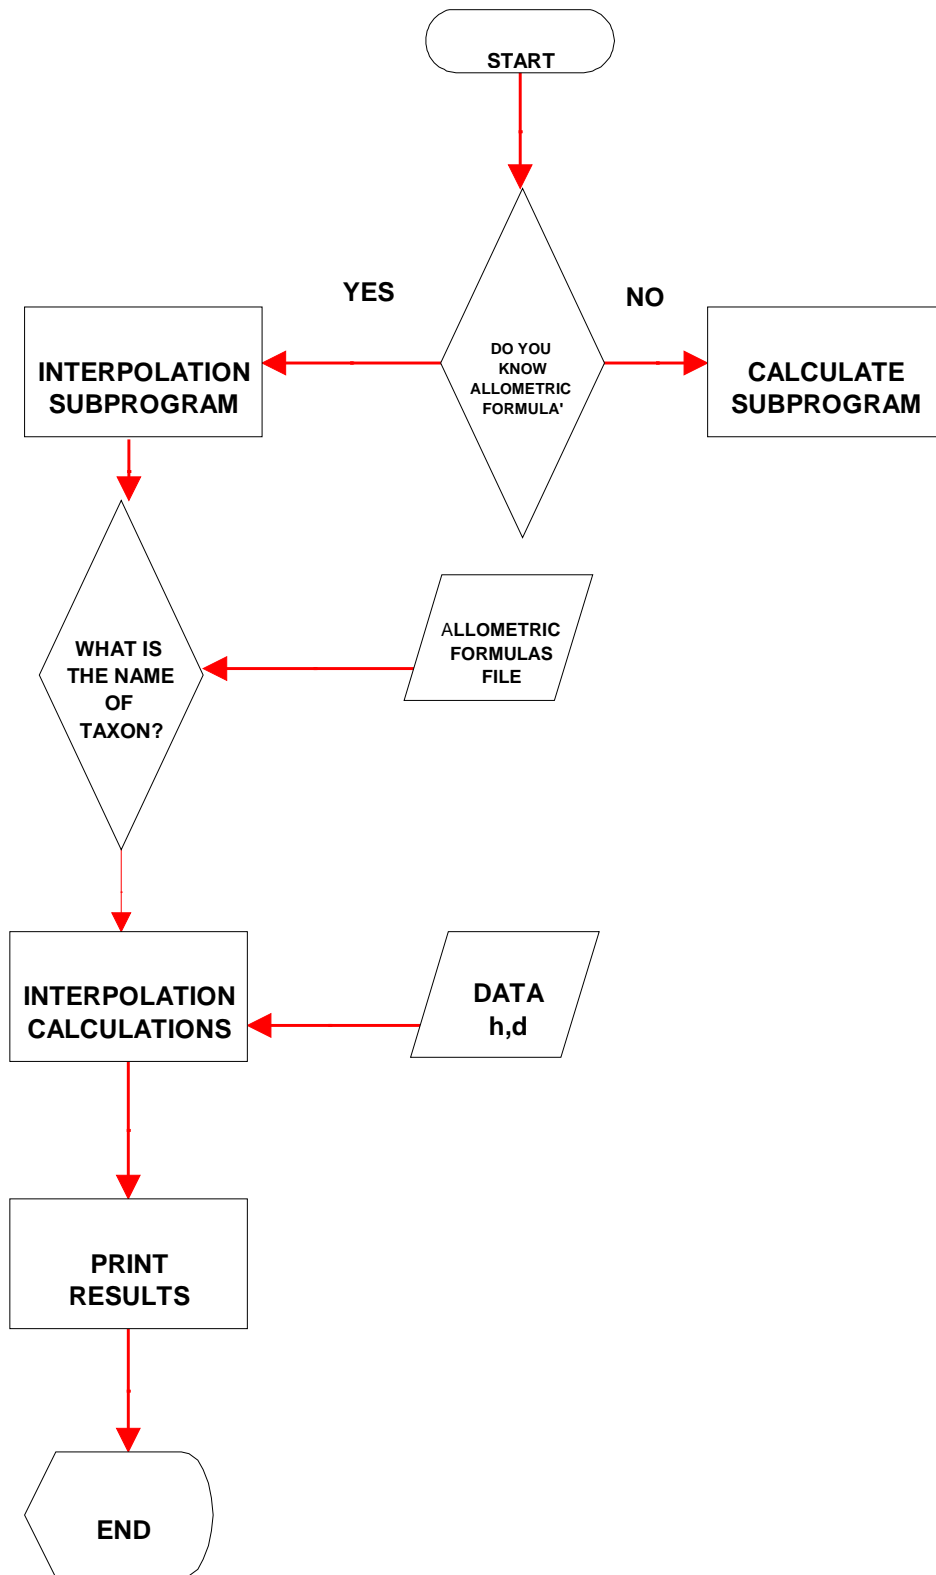 START
YES
NO
DO YOU
KNOW
ALLOMETRIC
FORMULA'
INTERPOLATION
SUBPROGRAM
CALCULATE
SUBPROGRAM
WHAT IS
THE NAME
OF
TAXON?
ALLOMETRIC
FORMULAS
FILE
INTERPOLATION
CALCULATIONS
DATA
h,d
PRINT
RESULTS
END